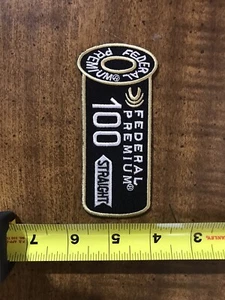 FEDERAL
PREMIUM®
FEDERAL
PREMIUM®
100
STRAIGHT
7 6 5 4 3